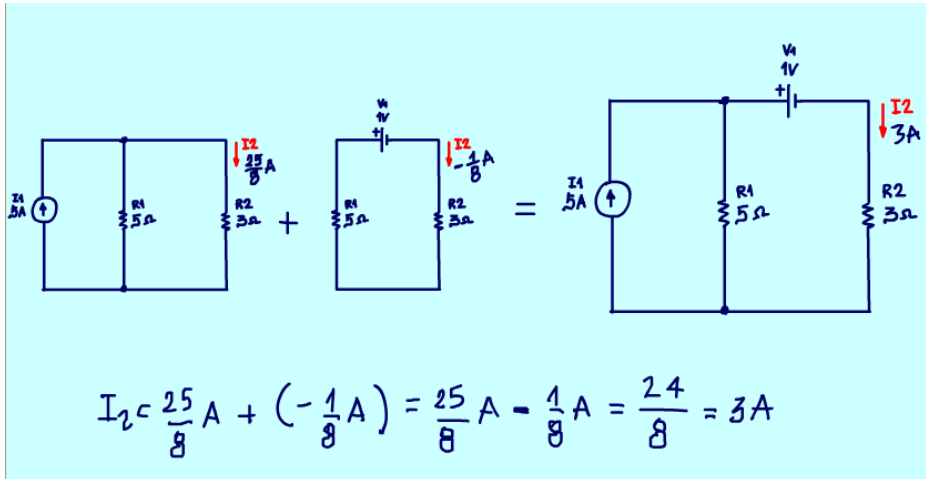 V1
1V
+
I2
3A
I1
5A
R1
5Ω
R2
3Ω
I2
25/8 A
I1
5A
R1
5Ω
R2
3Ω
+
V1
1V
+
I2
-1/8 A
R1
5Ω
R2
3Ω
=
I₂ = 25/8 A + (- 1/8 A) = 25/8 A - 1/8 A = 24/8 = 3A